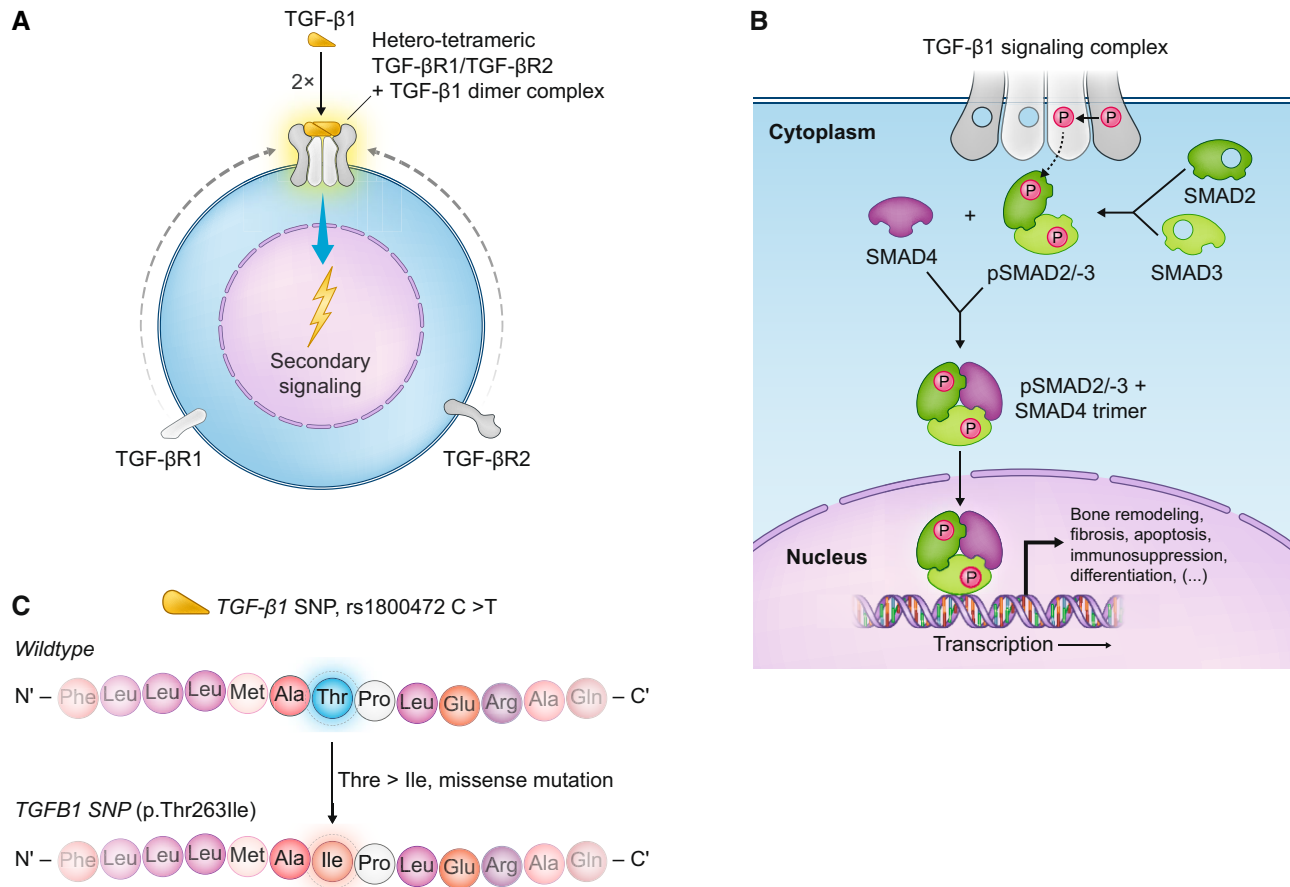 A
TGF-β1
2×
Hetero-tetrameric
TGF-βR1/TGF-βR2
+ TGF-β1 dimer complex
Secondary
signaling
TGF-βR1
TGF-βR2
B
TGF-β1 signaling complex
Cytoplasm
P
P
P
SMAD2
SMAD4
+
P
pSMAD2/-3
SMAD3
P
P
pSMAD2/-3 +
SMAD4 trimer
Nucleus
P
P
Bone remodeling,
fibrosis, apoptosis,
immunosuppression,
differentiation, (...)
Transcription
C
TGF-β1 SNP, rs1800472 C >T
Wildtype
N' – Phe Leu Leu Leu Met Ala Thr Pro Leu Glu Arg Ala Gln – C'
Thre > Ile, missense mutation
TGFB1 SNP (p.Thr263Ile)
N' – Phe Leu Leu Leu Met Ala Ile Pro Leu Glu Arg Ala Gln – C'